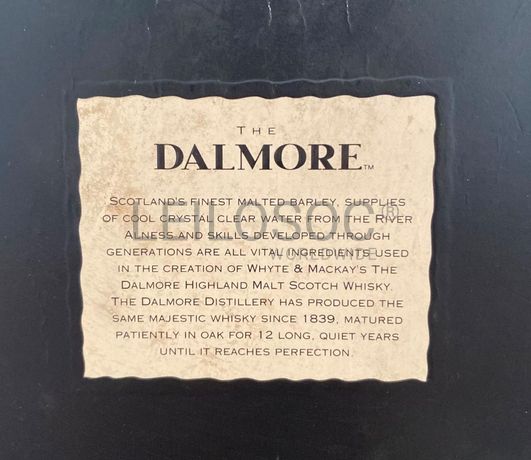 THE
DALMORE™
SCOTLAND'S FINEST MALTED BARLEY, SUPPLIES
OF COOL CRYSTAL CLEAR WATER FROM THE RIVER
ALNESS AND SKILLS DEVELOPED THROUGH
GENERATIONS ARE ALL VITAL INGREDIENTS USED
IN THE CREATION OF WHYTE & MACKAY'S THE
DALMORE HIGHLAND MALT SCOTCH WHISKY.
THE DALMORE DISTILLERY HAS PRODUCED THE
SAME MAJESTIC WHISKY SINCE 1839, MATURED
PATIENTLY IN OAK FOR 12 LONG, QUIET YEARS
UNTIL IT REACHES PERFECTION.
LEILOSOC®
WORLDWIDE